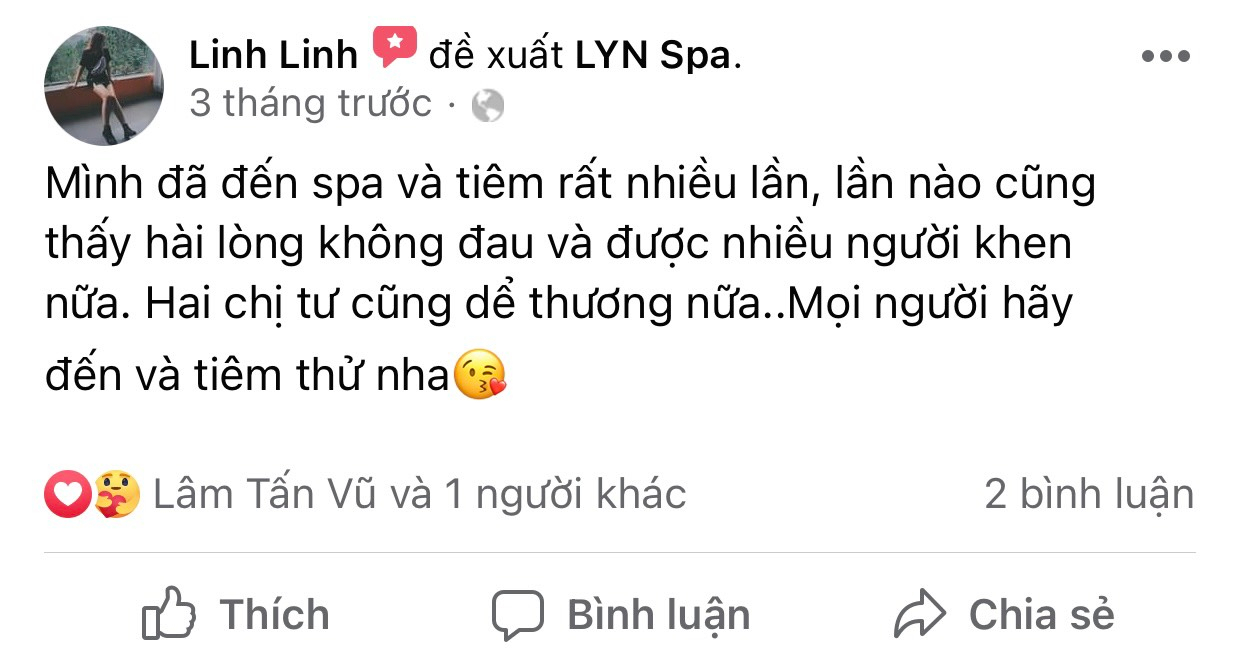 Linh Linh đề xuất LYN Spa.
3 tháng trước ·
Mình đã đến spa và tiêm rất nhiều lần, lần nào cũng
thấy hài lòng không đau và được nhiều người khen
nữa. Hai chị tư cũng dể thương nữa..Mọi người hãy
đến và tiêm thử nha😘
Lâm Tấn Vũ và 1 người khác 2 bình luận
Thích Bình luận Chia sẻ